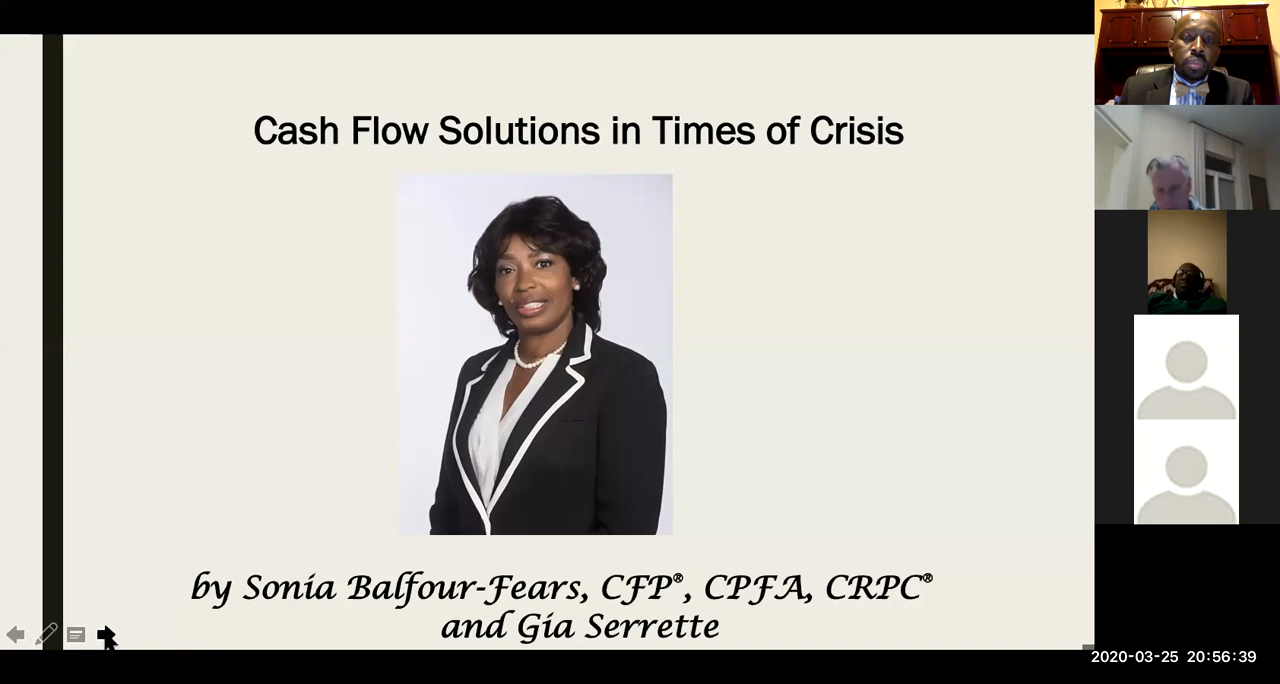 Cash Flow Solutions in Times of Crisis
by Sonia Balfour-Fears, CFP®, CPFA, CRPC®
and Gia Serrette
2020-03-25 20:56:39